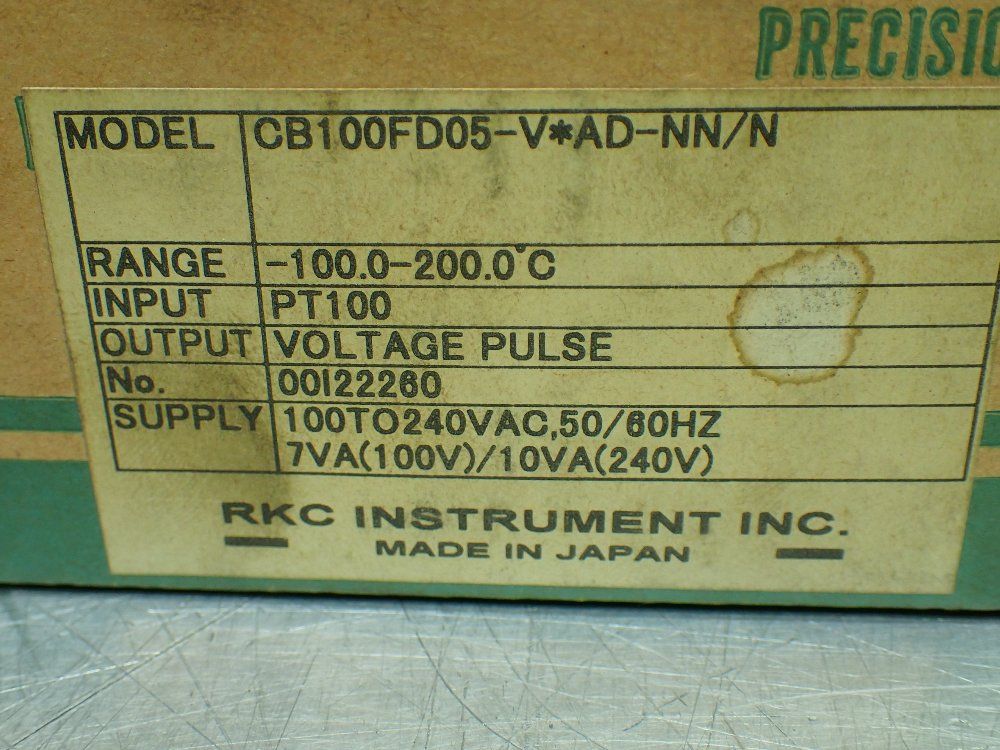 PRECISIO
MODEL CB100FD05-V*AD-NN/N
RANGE -100.0-200.0°C
INPUT PT100
OUTPUT VOLTAGE PULSE
No. 00I22260
SUPPLY 100TO240VAC,50/60HZ
7VA(100V)/10VA(240V)
RKC INSTRUMENT INC.
MADE IN JAPAN